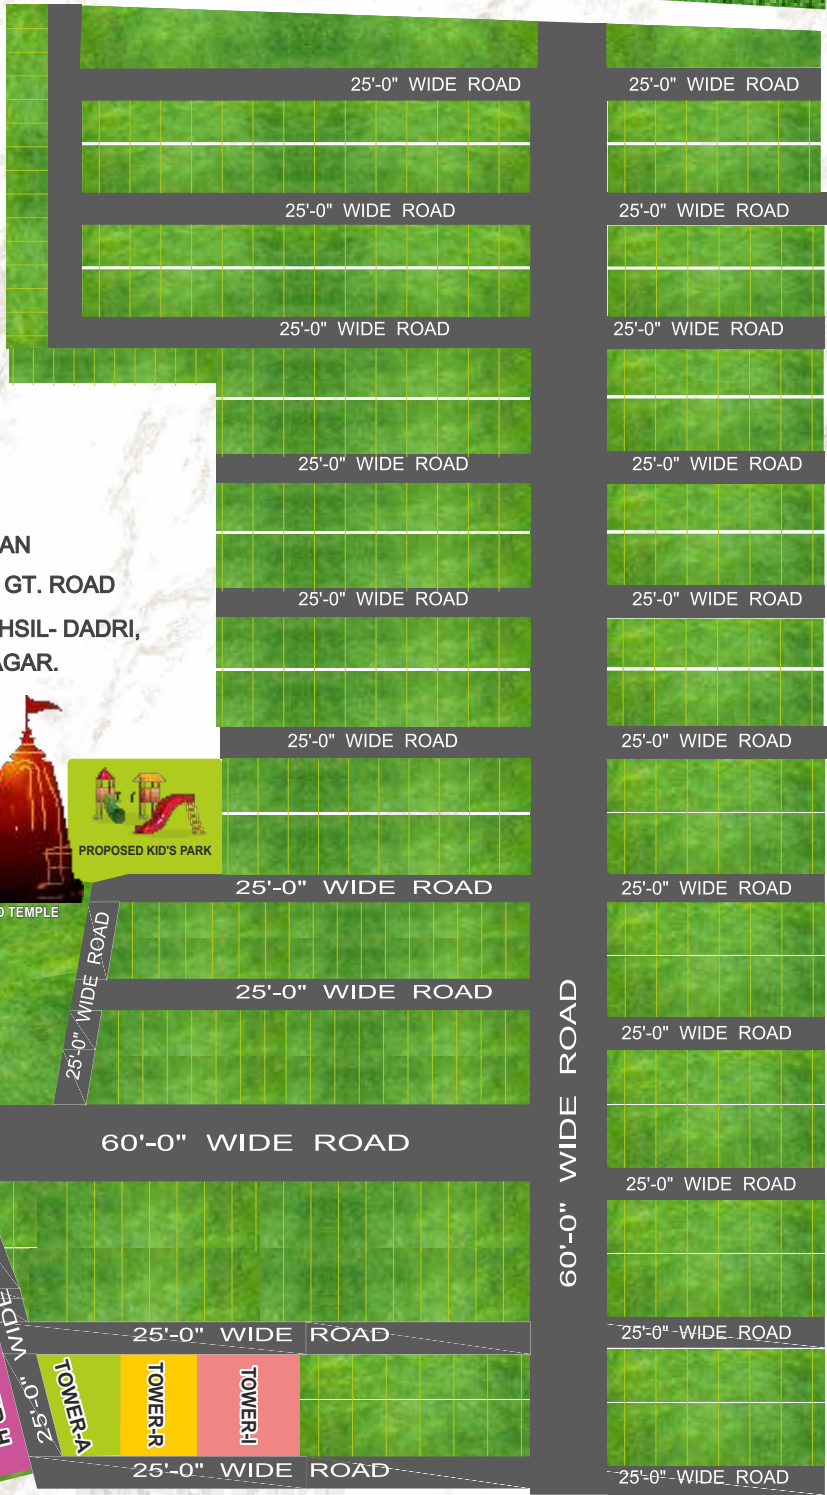 25'-0" WIDE ROAD
25'-0" WIDE ROAD
25'-0" WIDE ROAD
25'-0" WIDE ROAD
25'-0" WIDE ROAD
25'-0" WIDE ROAD
25'-0" WIDE ROAD
25'-0" WIDE ROAD
AN
GT. ROAD
HSIL- DADRI,
AGAR.
25'-0" WIDE ROAD
25'-0" WIDE ROAD
25'-0" WIDE ROAD
25'-0" WIDE ROAD
PROPOSED KID'S PARK
25'-0" WIDE ROAD
25'-0" WIDE ROAD
D TEMPLE
25'-0" WIDE ROAD
25'-0" WIDE ROAD
25'-0" WIDE ROAD
60'-0" WIDE ROAD
60'-0" WIDE ROAD
25'-0" WIDE ROAD
25'-0" WIDE ROAD
25'-0" WIDE ROAD
25'-0" WIDE
TOWER-A
TOWER-R
TOWER-I
25'-0" WIDE ROAD
25'-0" WIDE ROAD